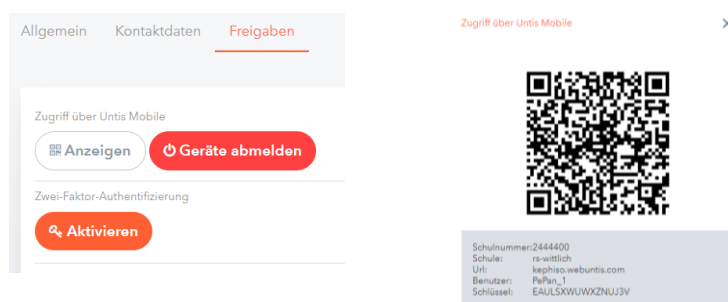 Allgemein Kontaktdaten Freigaben
Zugriff über Untis Mobile
Anzeigen Geräte abmelden
Zwei-Faktor-Authentifizierung
Aktivieren
Zugriff über Untis Mobile
Schulnummer:2444400
Schule: rs-wittlich
Url: kephiso.webuntis.com
Benutzer: PePan_1
Schlüssel: EAULSXWUWXZNUJ3V